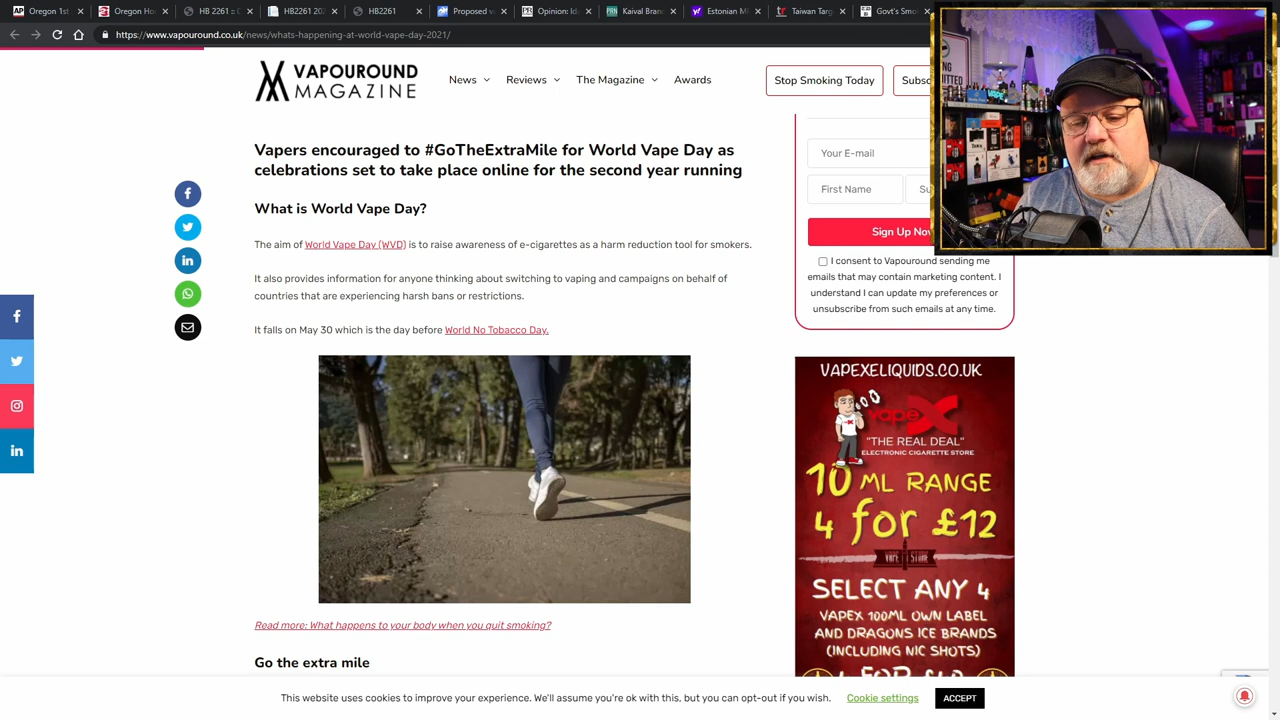 Oregon 1st
Oregon Ho
HB 2261 c
HB2261
#GoThe
Opinion
Kaival Brand
Estonian M
Taiwan Tar
Gori's Smo
https://www.vapouround.co.uk/news/whats-happening-at-world-vape-day-2021/
VAPOUROUND MAGAZINE
News
Reviews
The Magazine
Awards
Stop Smoking Today
Vapers encouraged to #GoTheExtraMile for World Vape Day as
celebrations set to take place online for the second year running
What is World Vape Day?
The aim of World Vape Day (WVD) is to raise awareness of e-cigarettes as a harm reduction tool for smokers.
It also provides information for anyone thinking about switching to vaping and campaigns on behalf of
countries that are experiencing harsh bans or restrictions.
It falls on May 30 which is the day before World No Tobacco Day.
Read more: What happens to your body when you quit smoking?
Go the extra mile
Your E-mail
First Name
Su
Sign Up Now
I consent to Vapouround sending me
emails that may contain marketing content. I
understand I can update my preferences or
unsubscribe from such emails at any time.
VAPEXELIQUIDS.CO.UK
vapeX
"THE REAL DEAL"
ELECTRONIC CIGARETTE STORE
10 ML RANGE
4 for £12
SELECT ANY 4
VAPEX 100ML OWN LABEL
AND DRAGONS ICE BRANDS
(INCLUDING NIC SHOTS)
This website uses cookies to improve your experience. We'll assume you're ok with this, but you can opt-out if you wish.
Cookie settings
ACCEPT